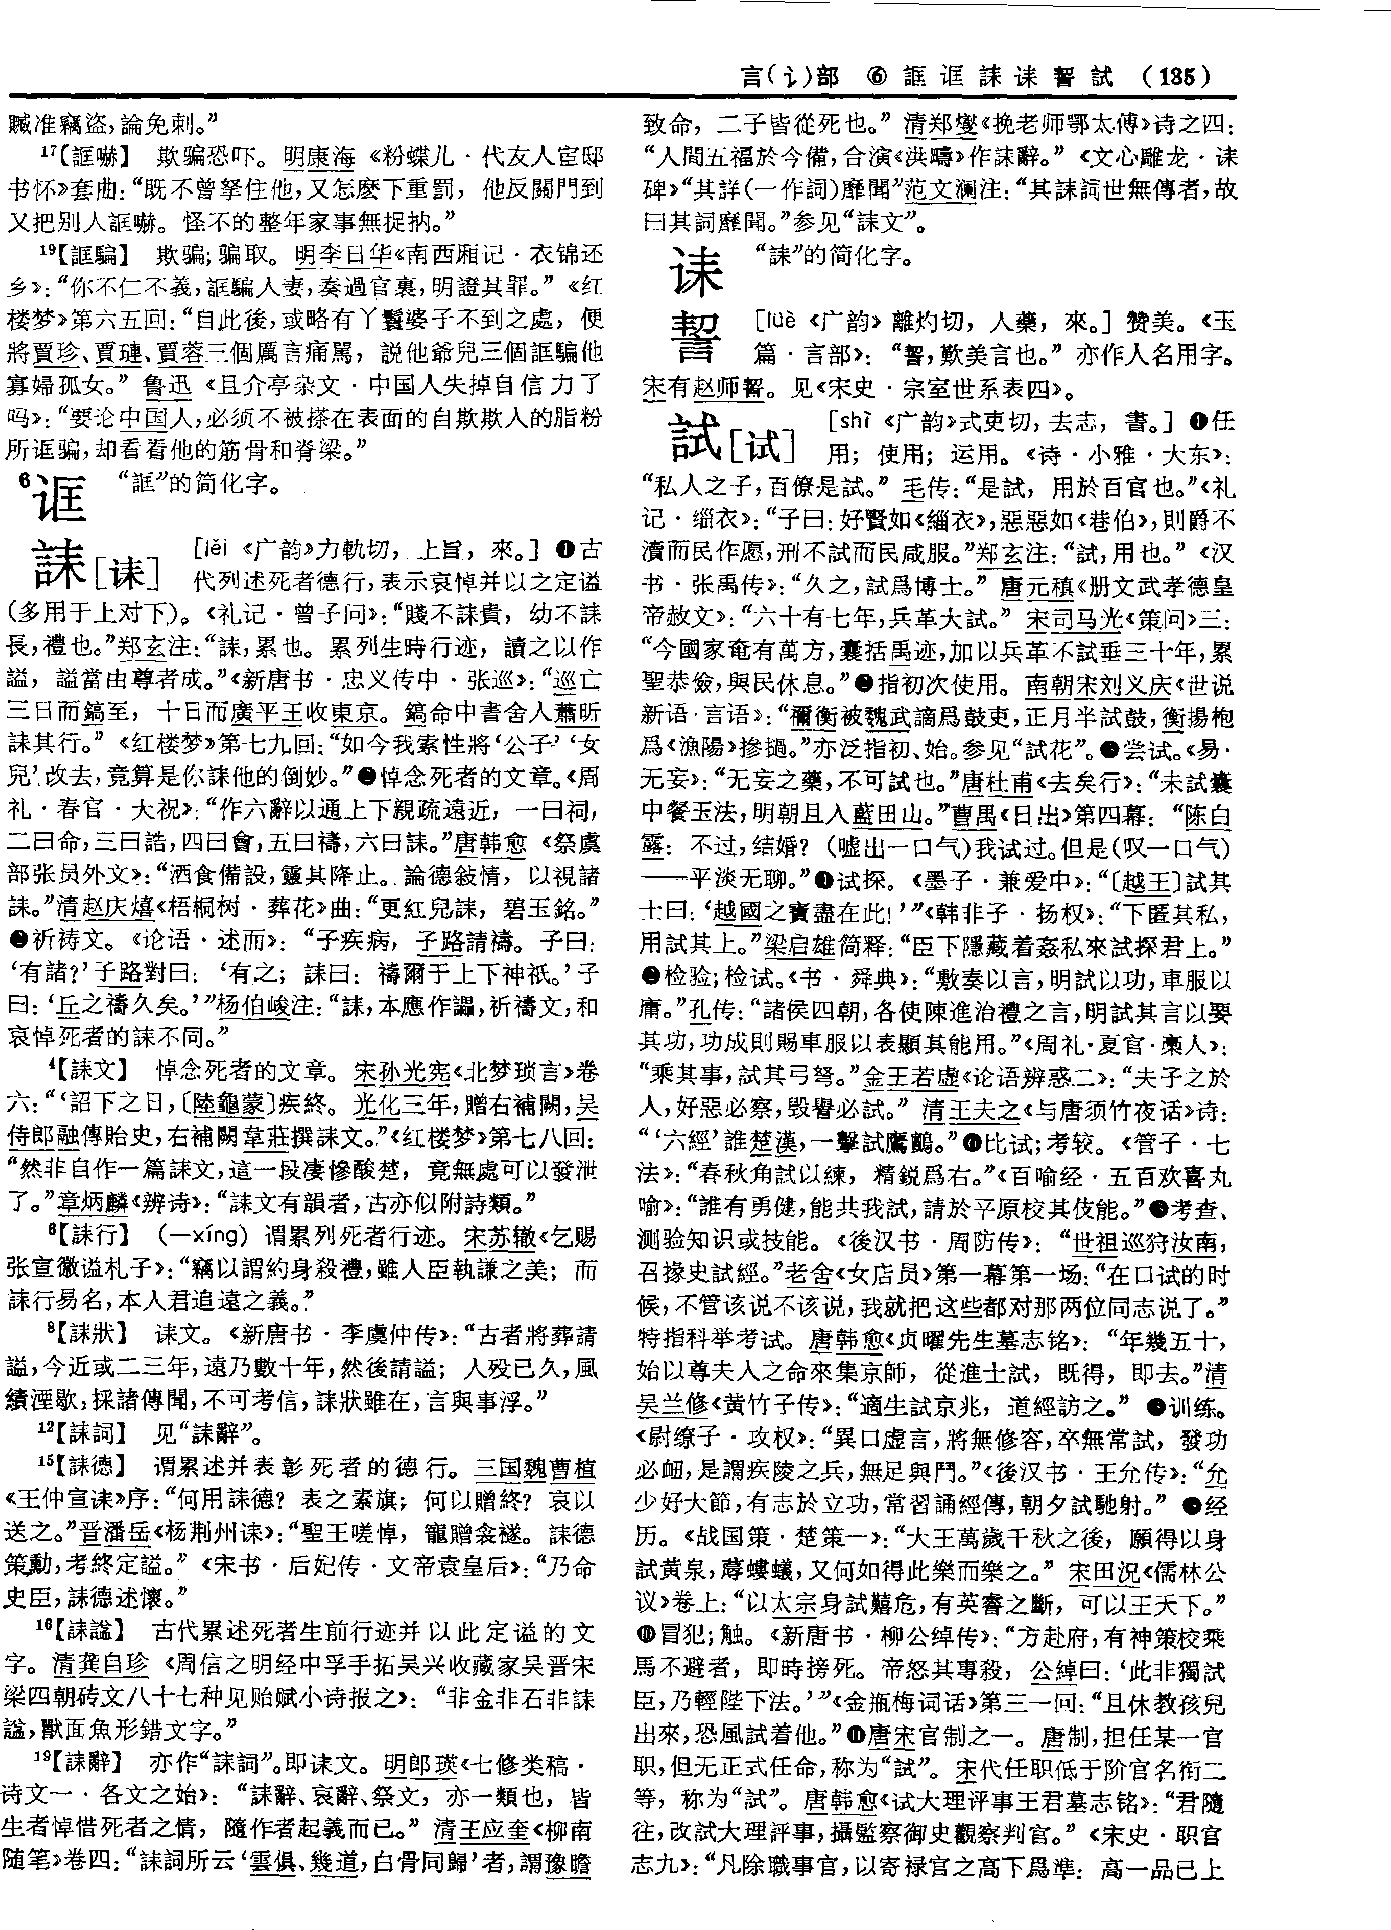 言(讠)部 ⑥ 誆诓誄诔䛮試 (135)
贓准竊盜,論免刺。”
17【誆嚇】 欺骗恐吓。明康海《粉蝶儿·代友人宦邸
书怀》套曲:“既不曾拏住他,又怎麽下重罰,他反關門到
又把别人誆嚇。怪不的整年家事無捉抐。”
19【誆騙】 欺骗;骗取。明李日华《南西厢记·衣锦还
乡》:“你不仁不義,誆騙人妻,奏過官裏,明證其罪。”《红
楼梦》第六五回:“自此後,或略有丫鬟婆子不到之處,便
將賈珍、賈璉、賈蓉三個厲言痛罵,説他爺兒三個誆騙他
寡婦孤女。”鲁迅《且介亭杂文·中国人失掉自信力了
吗》:“要论中国人,必须不被搽在表面的自欺欺人的脂粉
所诓骗,却看看他的筋骨和脊梁。”
6诓 “誆”的简化字。
誄[诔] [lěi《广韵》力軌切,上旨,來。]❶古
代列述死者德行,表示哀悼并以之定谥
(多用于上对下)。《礼记·曾子问》:“賤不誄貴,幼不誄
長,禮也。”郑玄注:“誄,累也。累列生時行迹,讀之以作
謚,謚當由尊者成。”《新唐书·忠义传中·张巡》:“巡亡
三日而鎬至,十日而廣平王收東京。鎬命中書舍人蕭昕
誄其行。”《红楼梦》第七九回:“如今我索性將‘公子’‘女
兒’改去,竟算是你誄他的倒妙。”❷悼念死者的文章。《周
礼·春官·大祝》:“作六辭以通上下親疏遠近,一曰祠,
二曰命,三曰誥,四曰會,五曰禱,六曰誄。”唐韩愈《祭虞
部张员外文》:“酒食備設,靈其降止。論德敍情,以視諸
誄。”清赵庆熺《梧桐树·葬花》曲:“更紅兒誄,碧玉銘。”
❸祈祷文。《论语·述而》:“子疾病,子路請禱。子曰:
‘有諸?’子路對曰:‘有之;誄曰:禱爾于上下神祇。’子
曰:‘丘之禱久矣。’”杨伯峻注:“誄,本應作讄,祈禱文,和
哀悼死者的誄不同。”
4【誄文】 悼念死者的文章。宋孙光宪《北梦琐言》卷
六:“‘詔下之日,〔陸龜蒙〕疾終。光化三年,贈右補闕,吴
侍郎融傳貽史,右補闕韋莊撰誄文。”《红楼梦》第七八回:
“然非自作一篇誄文,這一段凄慘酸楚,竟無處可以發泄
了。”章炳麟《辨诗》:“誄文有韻者,古亦似附詩類。”
6【誄行】 (—xíng) 谓累列死者行迹。宋苏辙《乞赐
张宣徽谥札子》:“竊以謂約身殺禮,雖人臣執謙之美;而
誄行易名,本人君追遠之義。”
8【誄狀】 诔文。《新唐书·李虞仲传》:“古者將葬請
謚,今近或二三年,遠乃數十年,然後請謚;人殁已久,風
績湮歇,採諸傳聞,不可考信,誄狀雖在,言與事浮。”
12【誄詞】 见“誄辭”。
15【誄德】 谓累述并表彰死者的德行。三国魏曹植
《王仲宣诔》序:“何用誄德?表之素旗;何以贈終?哀以
送之。”晋潘岳《杨荆州诔》:“聖王嗟悼,寵贈衾襚。誄德
策勳,考終定謚。”《宋书·后妃传·文帝袁皇后》:“乃命
史臣,誄德述懷。”
16【誄謚】 古代累述死者生前行迹并以此定谥的文
字。清龚自珍《周信之明经中孚手拓吴兴收藏家吴晋宋
梁四朝砖文八十七种见贻赋小诗报之》:“非金非石非誄
謚,獸面魚形錯文字。”
19【誄辭】 亦作“誄詞”。即诔文。明郎瑛《七修类稿·
诗文一·各文之始》:“誄辭、哀辭、祭文,亦一類也,皆
生者悼惜死者之情,隨作者起義而已。”清王应奎《柳南
随笔》卷四:“誄詞所云‘雲俱、幾道,白骨同歸’者,謂豫瞻
致命,二子皆從死也。”清郑燮《挽老师鄂太傅》诗之四:
“人間五福於今備,合演《洪疇》作誄辭。”《文心雕龙·诔
碑》“其詳(一作詞)靡聞”范文澜注:“其誄詞世無傳者,故
曰其詞靡聞。”参见“誄文”。
诔 “誄”的简化字。
䛮 [lüè《广韵》離灼切,入藥,來。]赞美。《玉
篇·言部》:“䛮,歎美言也。”亦作人名用字。
宋有赵师䛮。见《宋史·宗室世系表四》。
試[试] [shì《广韵》式吏切,去志,書。]❶任
用;使用;运用。《诗·小雅·大东》:
“私人之子,百僚是試。”毛传:“是試,用於百官也。”《礼
记·缁衣》:“子曰:好賢如《緇衣》,惡惡如《巷伯》,則爵不
瀆而民作愿,刑不試而民咸服。”郑玄注:“試,用也。”《汉
书·张禹传》:“久之,試爲博士。”唐元稹《册文武孝德皇
帝赦文》:“六十有七年,兵革大試。”宋司马光《策问》三:
“今國家奄有萬方,囊括禹迹,加以兵革不試垂三十年,累
聖恭儉,與民休息。”❷指初次使用。南朝宋刘义庆《世说
新语·言语》:“禰衡被魏武謫爲鼓吏,正月半試鼓,衡揚枹
爲《漁陽》摻撾。”亦泛指初、始。参见“試花”。❸尝试。《易·
无妄》:“无妄之藥,不可試也。”唐杜甫《去矣行》:“未試囊
中餐玉法,明朝且入藍田山。”曹禺《日出》第四幕:“陈白
露:不过,结婚?(嘘出一口气)我试过。但是(叹一口气)
——平淡无聊。”❹试探。《墨子·兼爱中》:“〔越王〕試其
士曰:‘越國之寶盡在此!’”《韩非子·扬权》:“下匿其私,
用試其上。”梁启雄简释:“臣下隱藏着姦私來試探君上。”
❺检验;检试。《书·舜典》:“敷奏以言,明試以功,車服以
庸。”孔传:“諸侯四朝,各使陳進治禮之言,明試其言以要
其功,功成則賜車服以表顯其能用。”《周礼·夏官·槀人》:
“乘其事,試其弓弩。”金王若虚《论语辨惑二》:“夫子之於
人,好惡必察,毀譽必試。”清王夫之《与唐须竹夜话》诗:
“‘六經’誰楚漢,一擊試鷹鸇。”❻比试;考较。《管子·七
法》:“春秋角試以練,精鋭爲右。”《百喻经·五百欢喜丸
喻》:“誰有勇健,能共我試,請於平原校其伎能。”❼考查、
测验知识或技能。《後汉书·周防传》:“世祖巡狩汝南,
召掾史試經。”老舍《女店员》第一幕第一场:“在口试的时
候,不管该说不该说,我就把这些都对那两位同志说了。”
特指科举考试。唐韩愈《贞曜先生墓志铭》:“年幾五十,
始以尊夫人之命來集京師,從進士試,既得,即去。”清
吴兰修《黄竹子传》:“適生試京兆,道經訪之。”❽训练。
《尉缭子·攻权》:“異口虚言,將無修容,卒無常試,發功
必衄,是謂疾陵之兵,無足與鬥。”《後汉书·王允传》:“允
少好大節,有志於立功,常習誦經傳,朝夕試馳射。”❾经
历。《战国策·楚策一》:“大王萬歲千秋之後,願得以身
試黄泉,蓐螻蟻,又何如得此樂而樂之。”宋田況《儒林公
议》卷上:“以太宗身試艱危,有英睿之斷,可以王天下。”
❿冒犯;触。《新唐书·柳公绰传》:“方赴府,有神策校乘
馬不避者,即時搒死。帝怒其專殺,公綽曰:‘此非獨試
臣,乃輕陛下法。’”《金瓶梅词话》第三一回:“且休教孩兒
出來,恐風試着他。”⓫唐宋官制之一。唐制,担任某一官
职,但无正式任命,称为“試”。宋代任职低于阶官名衔二
等,称为“試”。唐韩愈《试大理评事王君墓志铭》:“君隨
往,改試大理評事,攝監察御史觀察判官。”《宋史·职官
志九》:“凡除職事官,以寄禄官之高下爲準:高一品已上